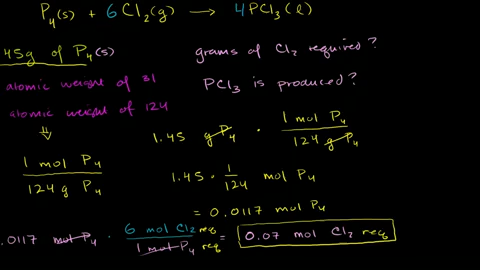 P₄(s) + 6Cl₂(g) → 4PCl₃(l)
45g of P₄(s)
grams of Cl₂ required?
atomic weight of 31
PCl₃ is produced?
atomic weight of 124
⇓
1.45 g P₄ · 1 mol P₄ / 124 g P₄
1 mol P₄ / 124 g P₄
1.45 · 1/124 mol P₄
= 0.0117 mol P₄
.0117 mol P₄ · 6 mol Cl₂ req / 1 mol P₄ req = 0.07 mol Cl₂ req